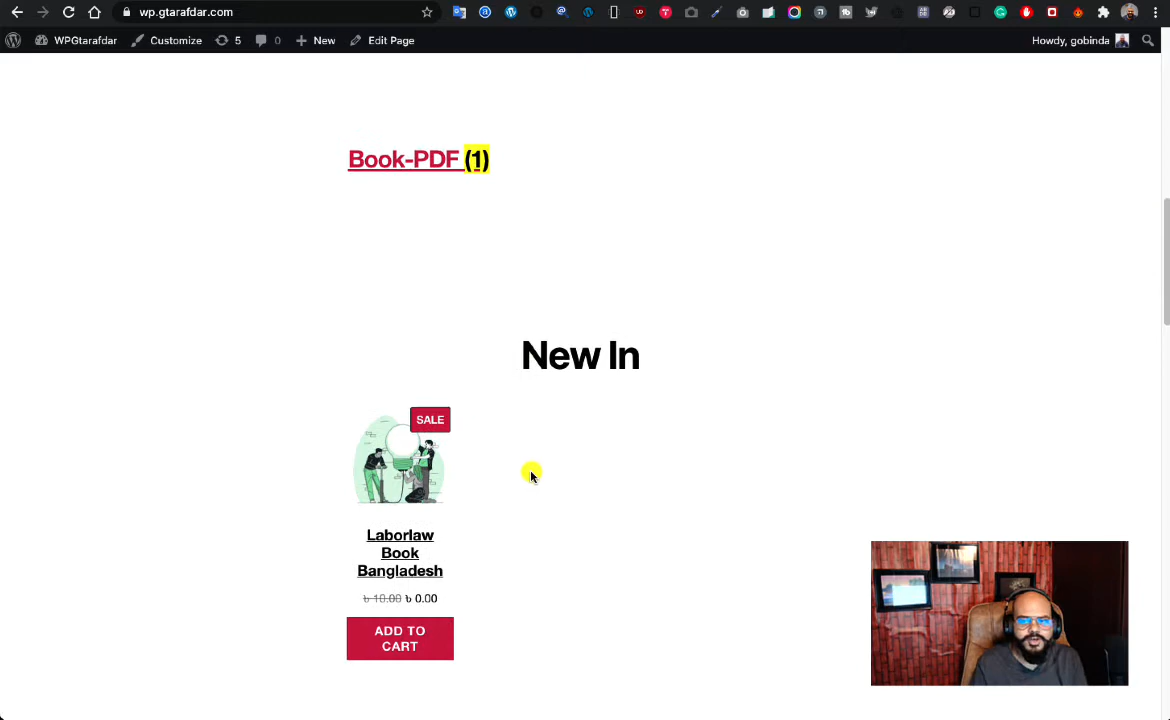 wp.gtarafdar.com
WPGtarafdar
Customize
5
0
New
Edit Page
Howdy, gobinda
Book-PDF (1)
New In
SALE
Laborlaw
Book
Bangladesh
৳ 10.00 ৳ 0.00
ADD TO
CART